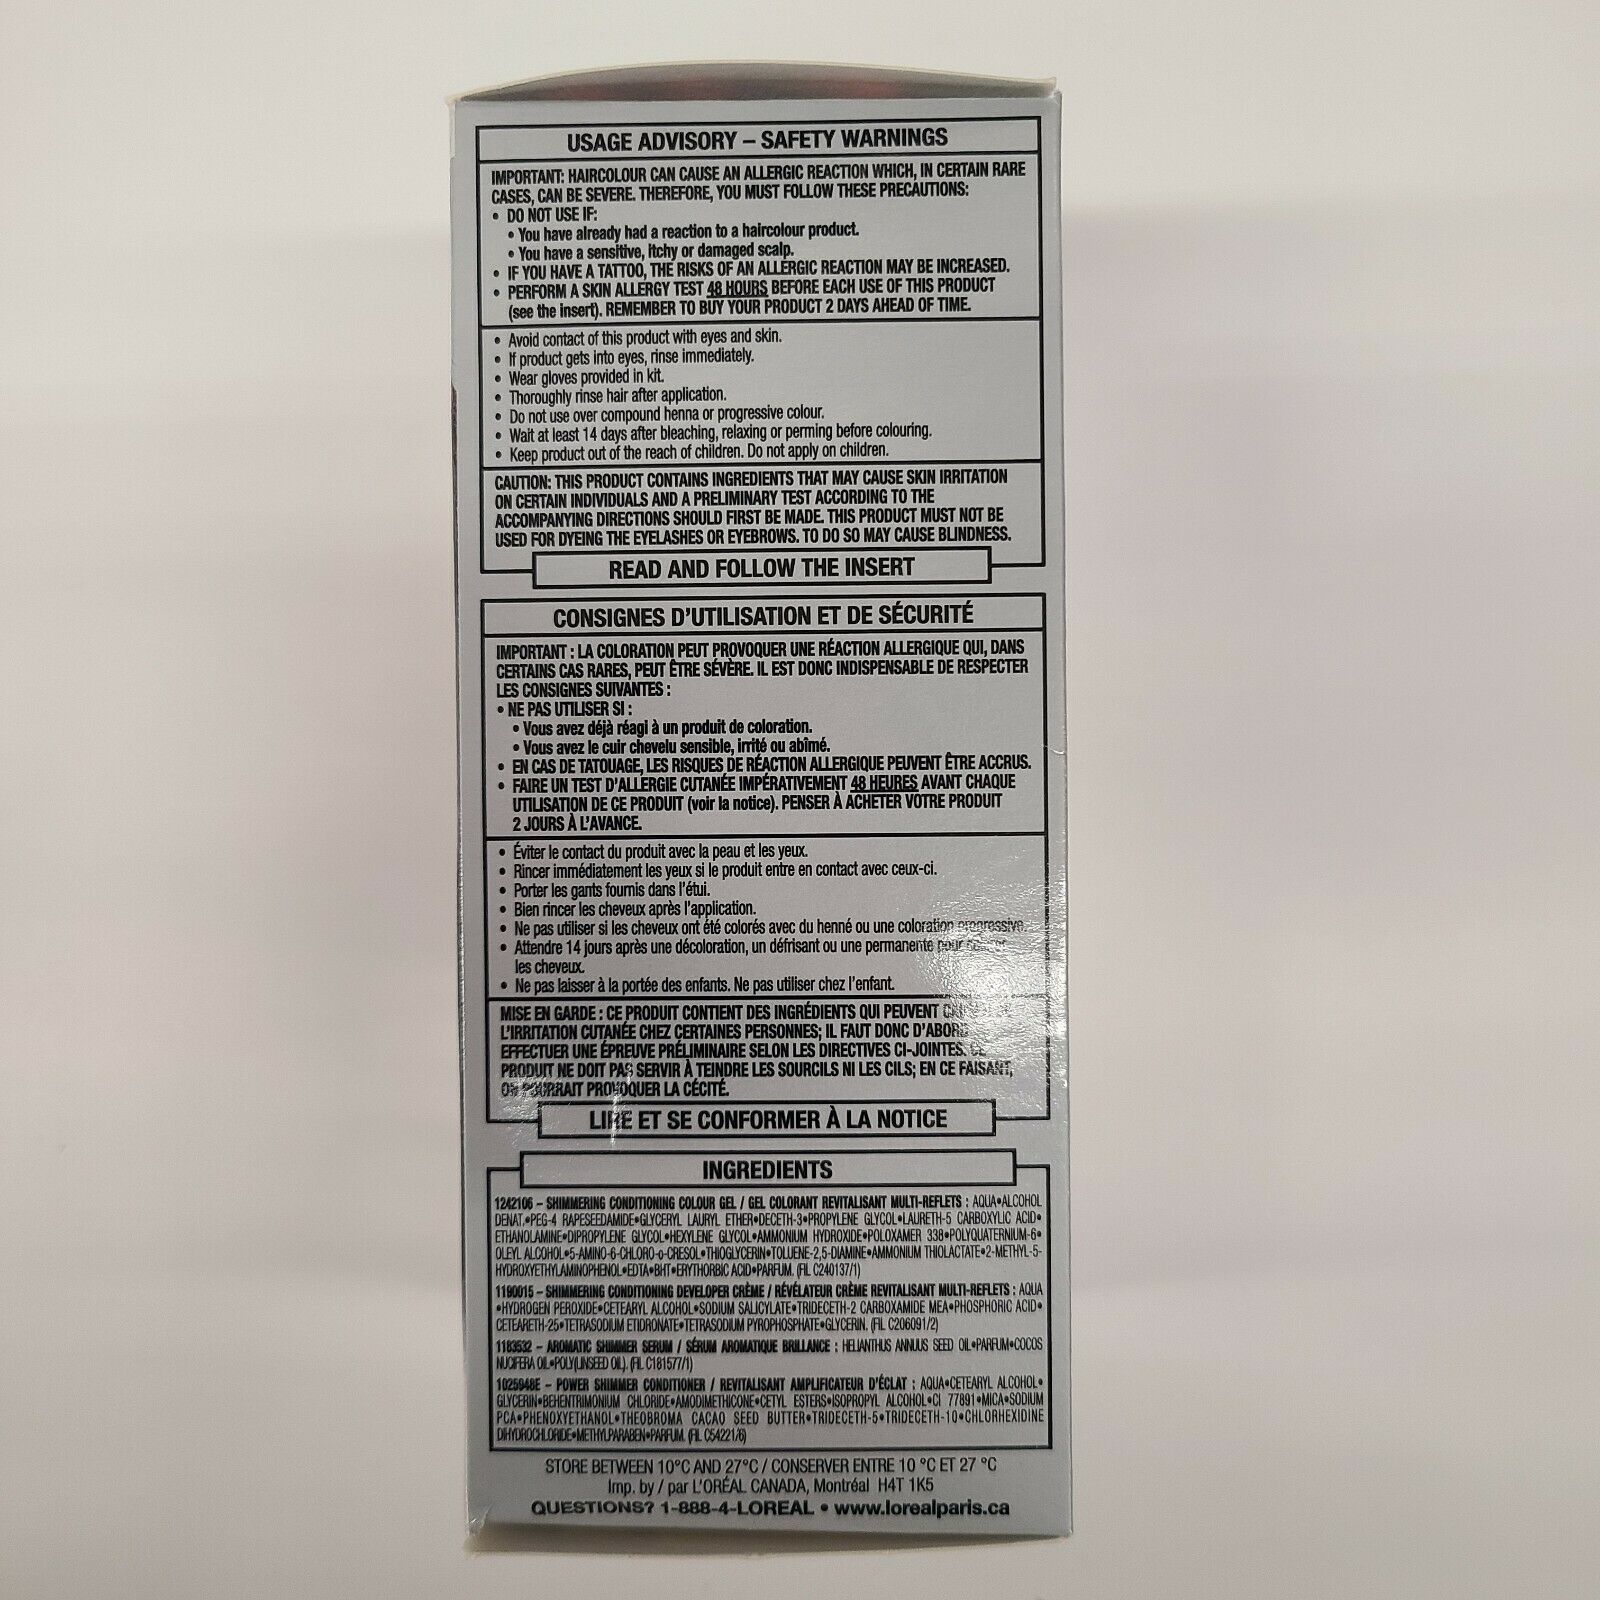 USAGE ADVISORY – SAFETY WARNINGS
IMPORTANT: HAIRCOLOUR CAN CAUSE AN ALLERGIC REACTION WHICH, IN CERTAIN RARE
CASES, CAN BE SEVERE. THEREFORE, YOU MUST FOLLOW THESE PRECAUTIONS:
• DO NOT USE IF:
• You have already had a reaction to a haircolour product.
• You have a sensitive, itchy or damaged scalp.
• IF YOU HAVE A TATTOO, THE RISKS OF AN ALLERGIC REACTION MAY BE INCREASED.
• PERFORM A SKIN ALLERGY TEST 48 HOURS BEFORE EACH USE OF THIS PRODUCT
(see the insert). REMEMBER TO BUY YOUR PRODUCT 2 DAYS AHEAD OF TIME.
• Avoid contact of this product with eyes and skin.
• If product gets into eyes, rinse immediately.
• Wear gloves provided in kit.
• Thoroughly rinse hair after application.
• Do not use over compound henna or progressive colour.
• Wait at least 14 days after bleaching, relaxing or perming before colouring.
• Keep product out of the reach of children. Do not apply on children.
CAUTION: THIS PRODUCT CONTAINS INGREDIENTS THAT MAY CAUSE SKIN IRRITATION
ON CERTAIN INDIVIDUALS AND A PRELIMINARY TEST ACCORDING TO THE
ACCOMPANYING DIRECTIONS SHOULD FIRST BE MADE. THIS PRODUCT MUST NOT BE
USED FOR DYEING THE EYELASHES OR EYEBROWS. TO DO SO MAY CAUSE BLINDNESS.
READ AND FOLLOW THE INSERT
CONSIGNES D'UTILISATION ET DE SÉCURITÉ
IMPORTANT : LA COLORATION PEUT PROVOQUER UNE RÉACTION ALLERGIQUE QUI, DANS
CERTAINS CAS RARES, PEUT ÊTRE SÉVÈRE. IL EST DONC INDISPENSABLE DE RESPECTER
LES CONSIGNES SUIVANTES :
• NE PAS UTILISER SI :
• Vous avez déjà réagi à un produit de coloration.
• Vous avez le cuir chevelu sensible, irrité ou abîmé.
• EN CAS DE TATOUAGE, LES RISQUES DE RÉACTION ALLERGIQUE PEUVENT ÊTRE ACCRUS.
• FAIRE UN TEST D'ALLERGIE CUTANÉE IMPÉRATIVEMENT 48 HEURES AVANT CHAQUE
UTILISATION DE CE PRODUIT (voir la notice). PENSER À ACHETER VOTRE PRODUIT
2 JOURS À L'AVANCE.
• Éviter le contact du produit avec la peau et les yeux.
• Rincer immédiatement les yeux si le produit entre en contact avec ceux-ci.
• Porter les gants fournis dans l'étui.
• Bien rincer les cheveux après l'application.
• Ne pas utiliser si les cheveux ont été colorés avec du henné ou une coloration progressive.
• Attendre 14 jours après une décoloration, un défrisant ou une permanente pour
les cheveux.
• Ne pas laisser à la portée des enfants. Ne pas utiliser chez l'enfant.
MISE EN GARDE : CE PRODUIT CONTIENT DES INGRÉDIENTS QUI PEUVENT
L'IRRITATION CUTANÉE CHEZ CERTAINES PERSONNES; IL FAUT DONC D'ABORD
EFFECTUER UNE ÉPREUVE PRÉLIMINAIRE SELON LES DIRECTIVES CI-JOINTES. CE
PRODUIT NE DOIT PAS SERVIR À TEINDRE LES SOURCILS NI LES CILS; EN CE FAISANT,
ON POURRAIT PROVOQUER LA CÉCITÉ.
LIRE ET SE CONFORMER À LA NOTICE
INGREDIENTS
1242106 – SHIMMERING CONDITIONING COLOUR GEL / GEL COLORANT REVITALISANT MULTI-REFLETS : AQUA•ALCOHOL
DENAT.•PEG-4 RAPESEEDAMIDE•GLYCERYL LAURYL ETHER•DECETH-3•PROPYLENE GLYCOL•LAURETH-5 CARBOXYLIC ACID•
ETHANOLAMINE•DIPROPYLENE GLYCOL•HEXYLENE GLYCOL•AMMONIUM HYDROXIDE•POLOXAMER 338•POLYQUATERNIUM-6•
OLEYL ALCOHOL•5-AMINO-6-CHLORO-o-CRESOL•THIOGLYCERIN•TOLUENE-2,5-DIAMINE•AMMONIUM THIOLACTATE•2-METHYL-5-
HYDROXYETHYLAMINOPHENOL•EDTA•BHT•ERYTHORBIC ACID•PARFUM. (FIL C240137/1)
1190015 – SHIMMERING CONDITIONING DEVELOPER CRÈME / RÉVÉLATEUR CRÈME REVITALISANT MULTI-REFLETS : AQUA
•HYDROGEN PEROXIDE•CETEARYL ALCOHOL•SODIUM SALICYLATE•TRIDECETH-2 CARBOXAMIDE MEA•PHOSPHORIC ACID•
CETEARETH-25•TETRASODIUM ETIDRONATE•TETRASODIUM PYROPHOSPHATE•GLYCERIN. (FIL C206091/2)
1183532 – AROMATIC SHIMMER SERUM / SÉRUM AROMATIQUE BRILLANCE : HELIANTHUS ANNUUS SEED OIL•PARFUM•COCOS
NUCIFERA OIL•POLY(LINSEED OIL). (FIL C181577/1)
1025948E – POWER SHIMMER CONDITIONER / REVITALISANT AMPLIFICATEUR D'ÉCLAT : AQUA•CETEARYL ALCOHOL•
GLYCERIN•BEHENTRIMONIUM CHLORIDE•AMODIMETHICONE•CETYL ESTERS•ISOPROPYL ALCOHOL•CI 77891•MICA•SODIUM
PCA•PHENOXYETHANOL•THEOBROMA CACAO SEED BUTTER•TRIDECETH-5•TRIDECETH-10•CHLORHEXIDINE
DIHYDROCHLORIDE•METHYLPARABEN•PARFUM. (FIL C54221/6)
STORE BETWEEN 10°C AND 27°C / CONSERVER ENTRE 10 °C ET 27 °C
Imp. by / par L'ORÉAL CANADA, Montréal H4T 1K5
QUESTIONS? 1-888-4-LOREAL • www.lorealparis.ca